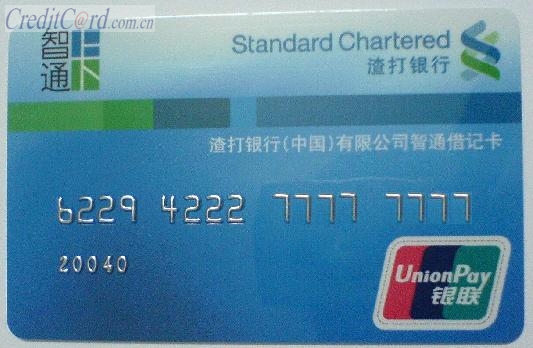 CreditCard.com.cn
智通
Standard Chartered
渣打银行
渣打银行(中国)有限公司智通借记卡
6229 4222 7777 7777
20040
UnionPay
银联